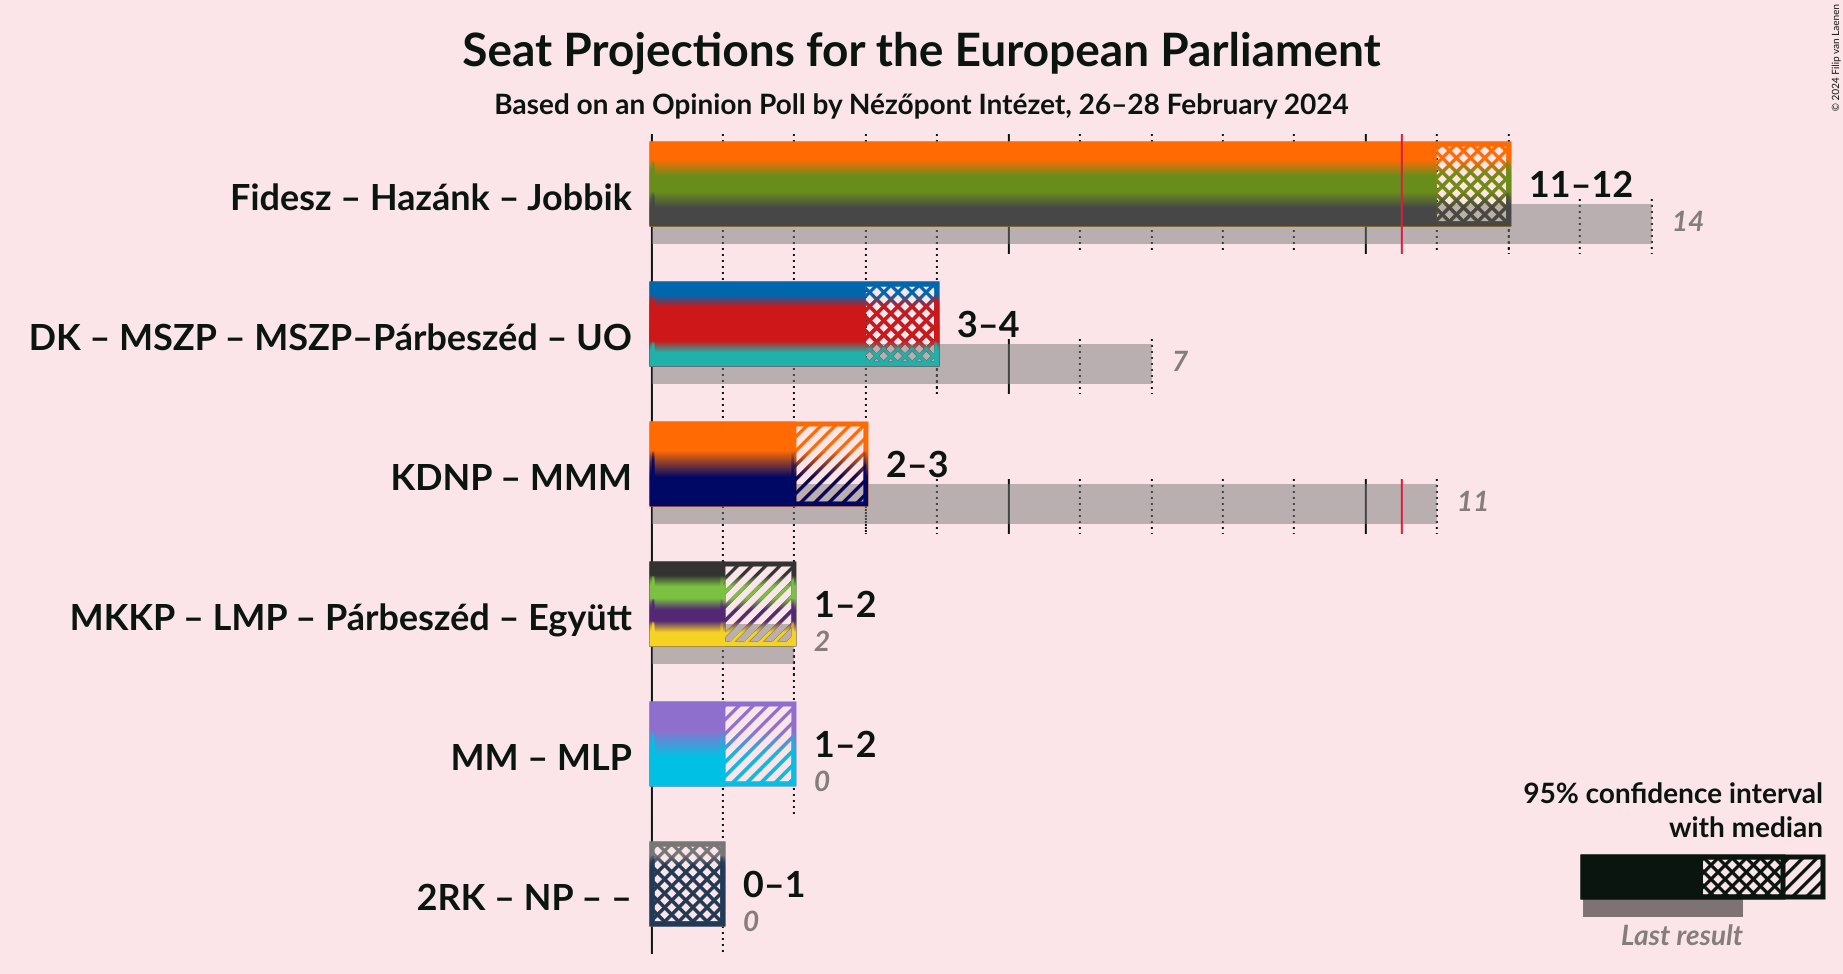 Seat Projections for the European Parliament
Based on an Opinion Poll by Nézőpont Intézet, 26–28 February 2024
© 2024 Filip van Laenen
Fidesz – Hazánk – Jobbik
11–12
14
DK – MSZP – MSZP–Párbeszéd – UO
3–4
7
KDNP – MMM
2–3
11
MKKP – LMP – Párbeszéd – Együtt
1–2
2
MM – MLP
1–2
0
2RK – NP – –
0–1
0
95% confidence interval
with median
Last result